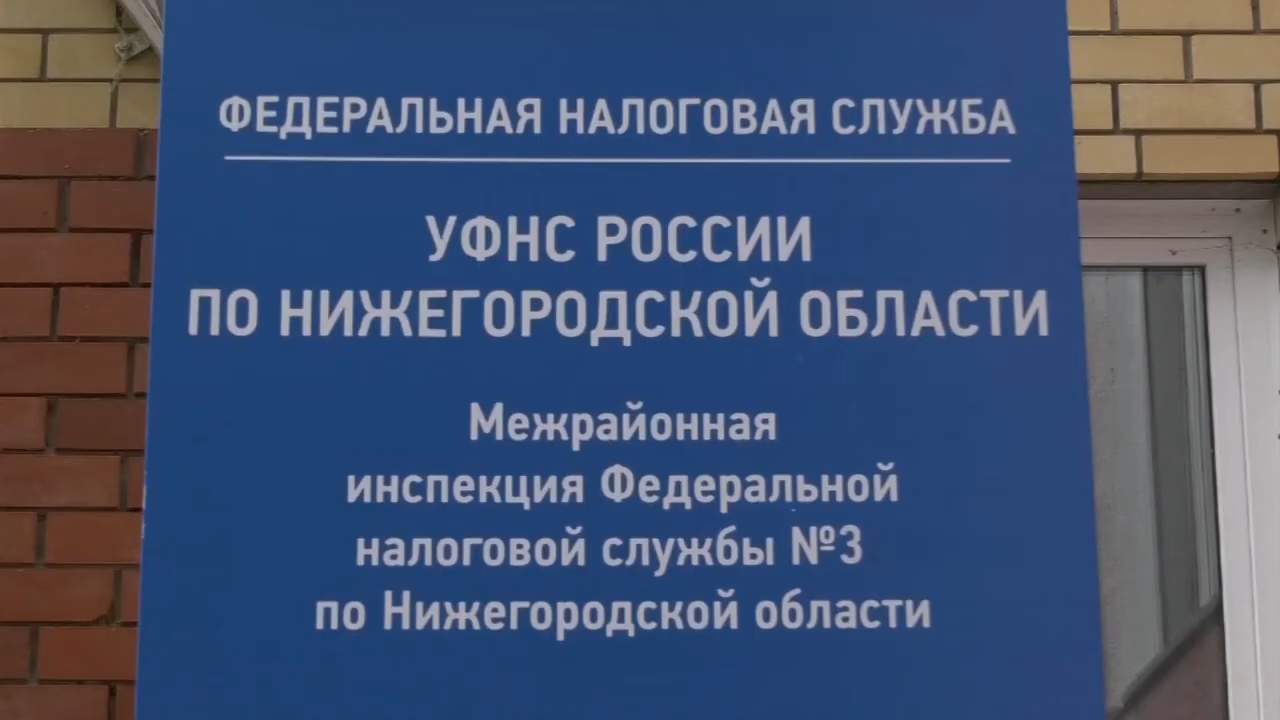 ФЕДЕРАЛЬНАЯ НАЛОГОВАЯ СЛУЖБА
УФНС РОССИИ
ПО НИЖЕГОРОДСКОЙ ОБЛАСТИ
Межрайонная
инспекция Федеральной
налоговой службы №3
по Нижегородской области